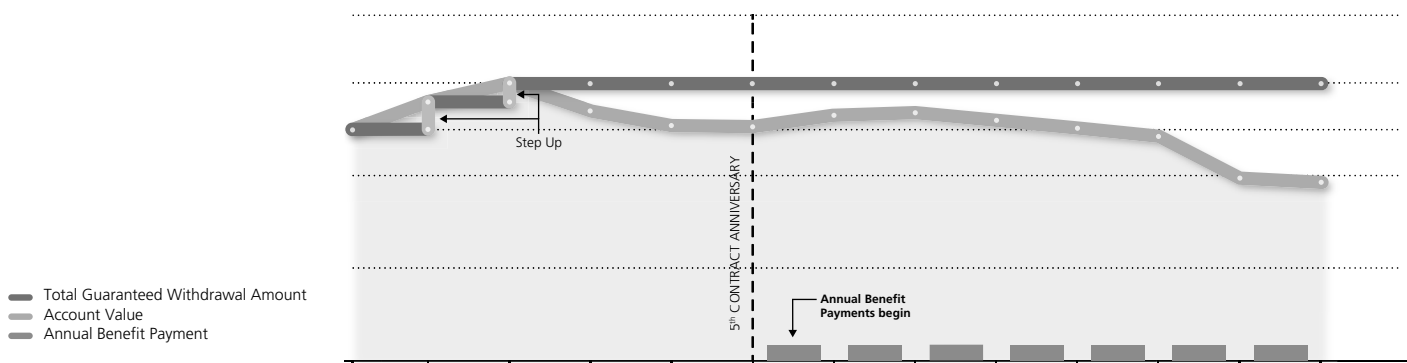 Step Up
5th CONTRACT ANNIVERSARY
Total Guaranteed Withdrawal Amount
Account Value
Annual Benefit Payment
Annual Benefit
Payments begin